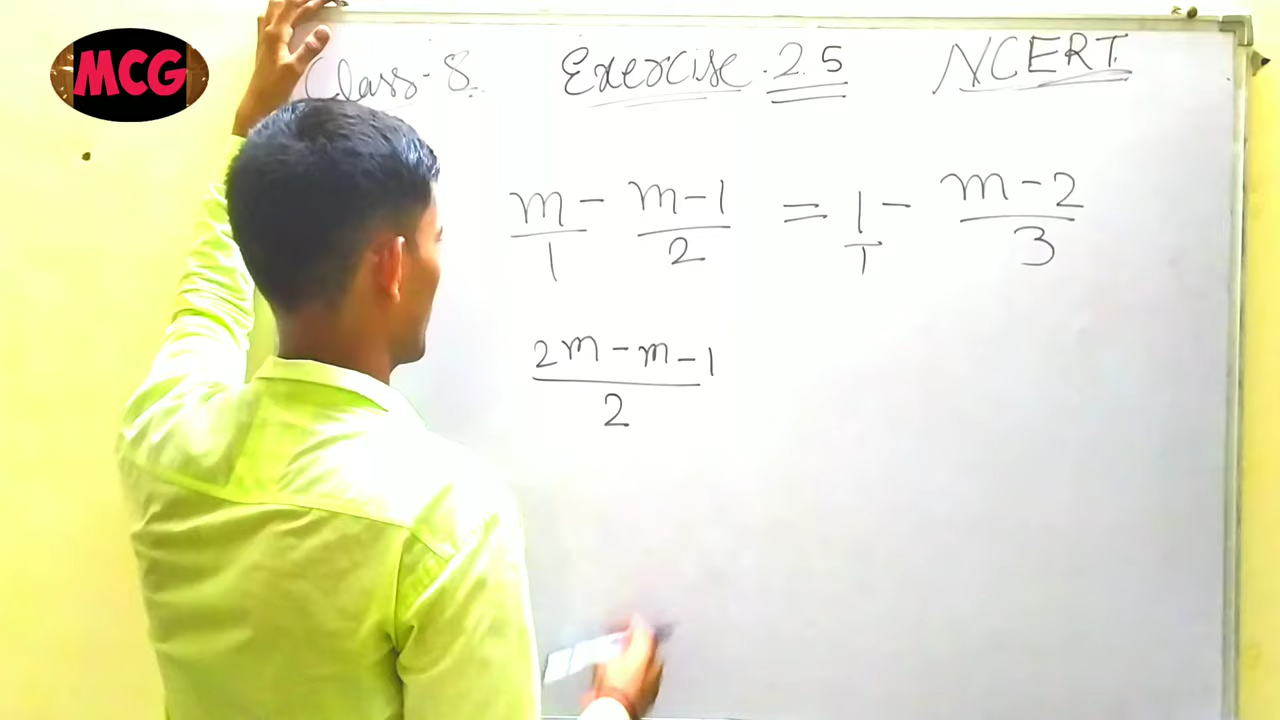 MCG
Class-8. Exercise.2.5 NCERT.
m/1 - m-1/2 = 1/1 - m-2/3
2m-m-1/2